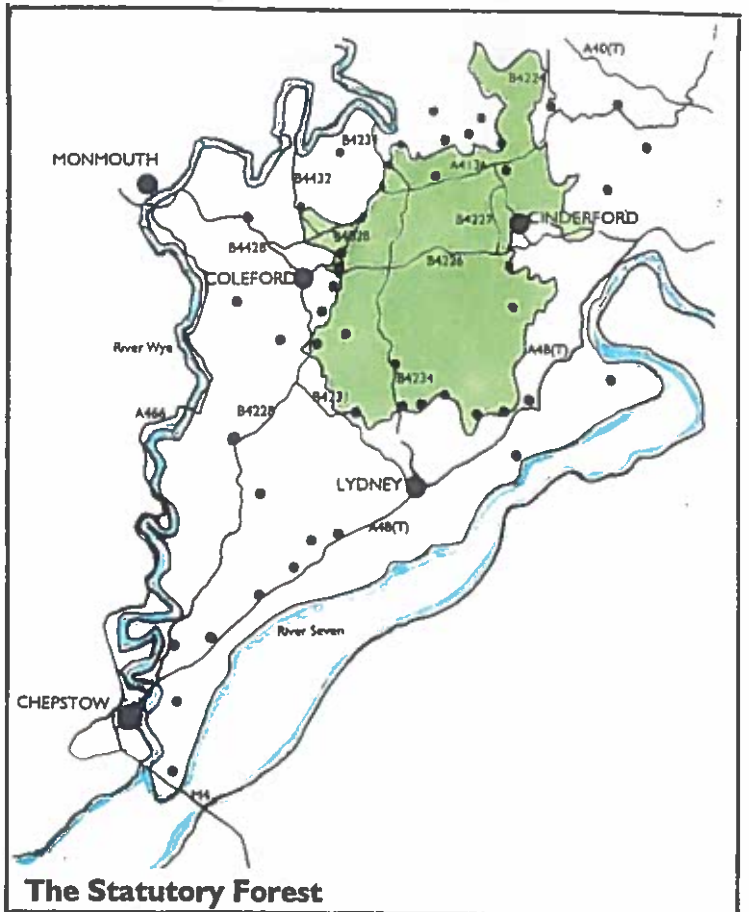 A40(T)
B4224
B4231
MONMOUTH
A4136
B4432
B4227
CINDERFORD
B4028
B4428
B4226
COLEFORD
River Wye
A48(T)
B4234
B4231
A466
B4228
LYDNEY
A48(T)
River Seven
CHEPSTOW
M4
The Statutory Forest